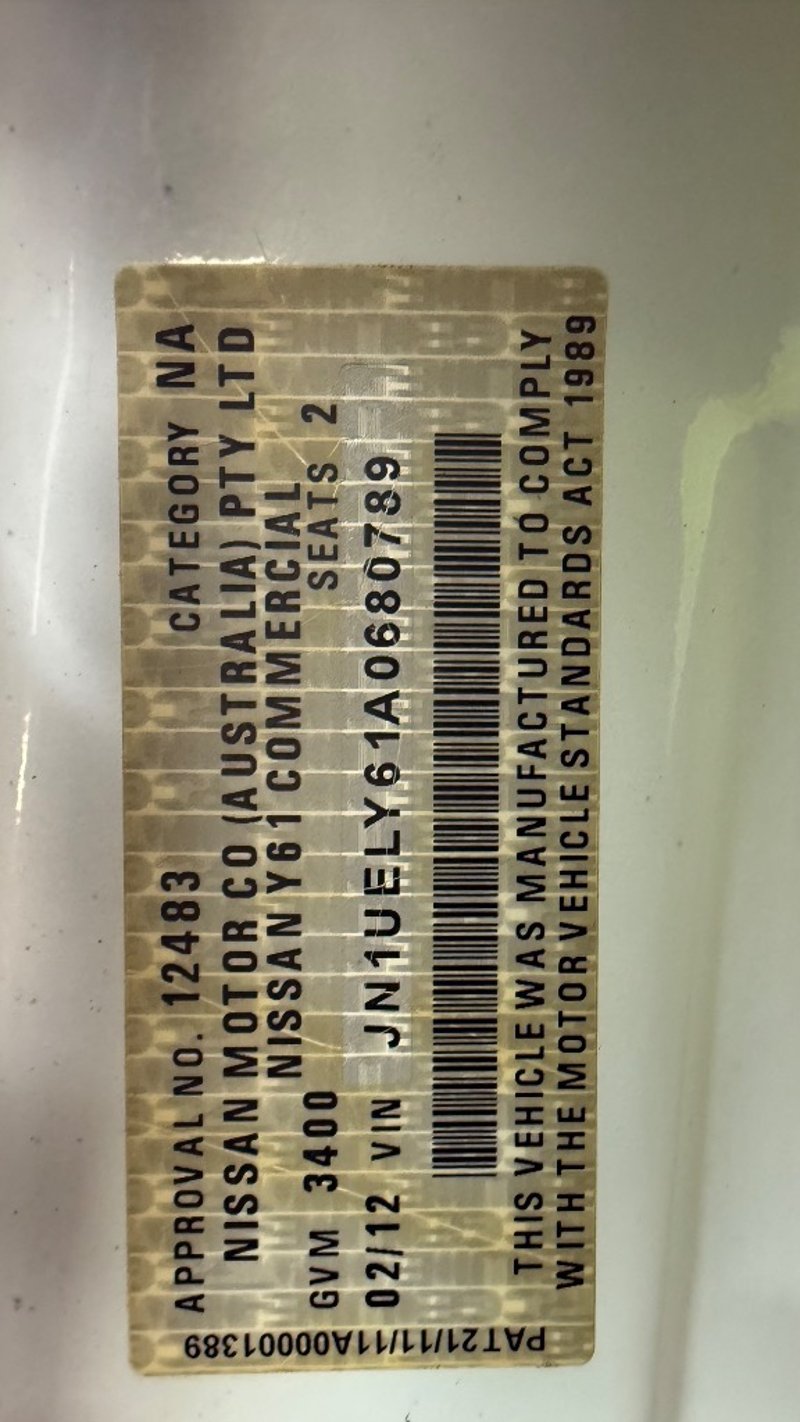 APPROVAL NO. 12483 CATEGORY NA
NISSAN MOTOR CO (AUSTRALIA) PTY LTD
NISSAN Y61 COMMERCIAL
GVM 3400 SEATS 2
02/12 VIN JN1UELY61A0680789
THIS VEHICLE WAS MANUFACTURED TO COMPLY
WITH THE MOTOR VEHICLE STANDARDS ACT 1989
PAT21/11/11A00001389